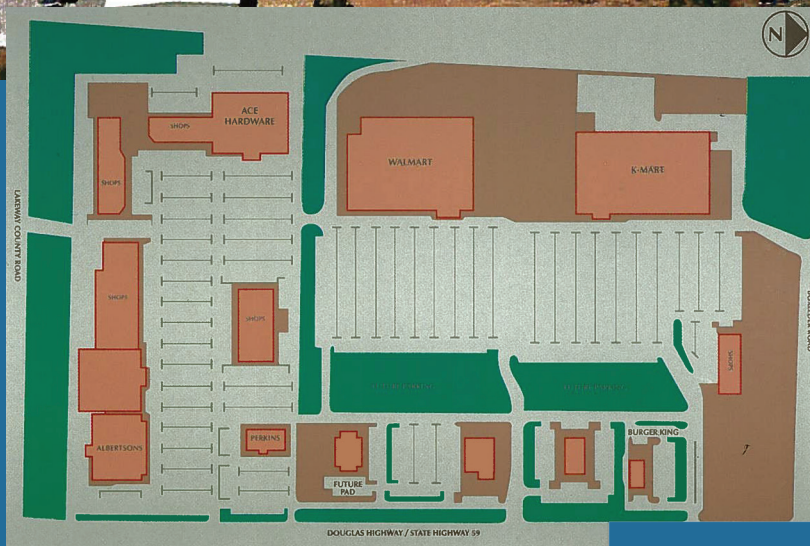 N
ACE
HARDWARE
SHOPS
WALMART
K-MART
SHOPS
LAKEWAY COUNTY ROAD
SHOPS
SHOPS
SHOPS
ALBERTSONS
PERKINS
BURGER KING
FUTURE
PAD
DOUGLAS HIGHWAY / STATE HIGHWAY 59